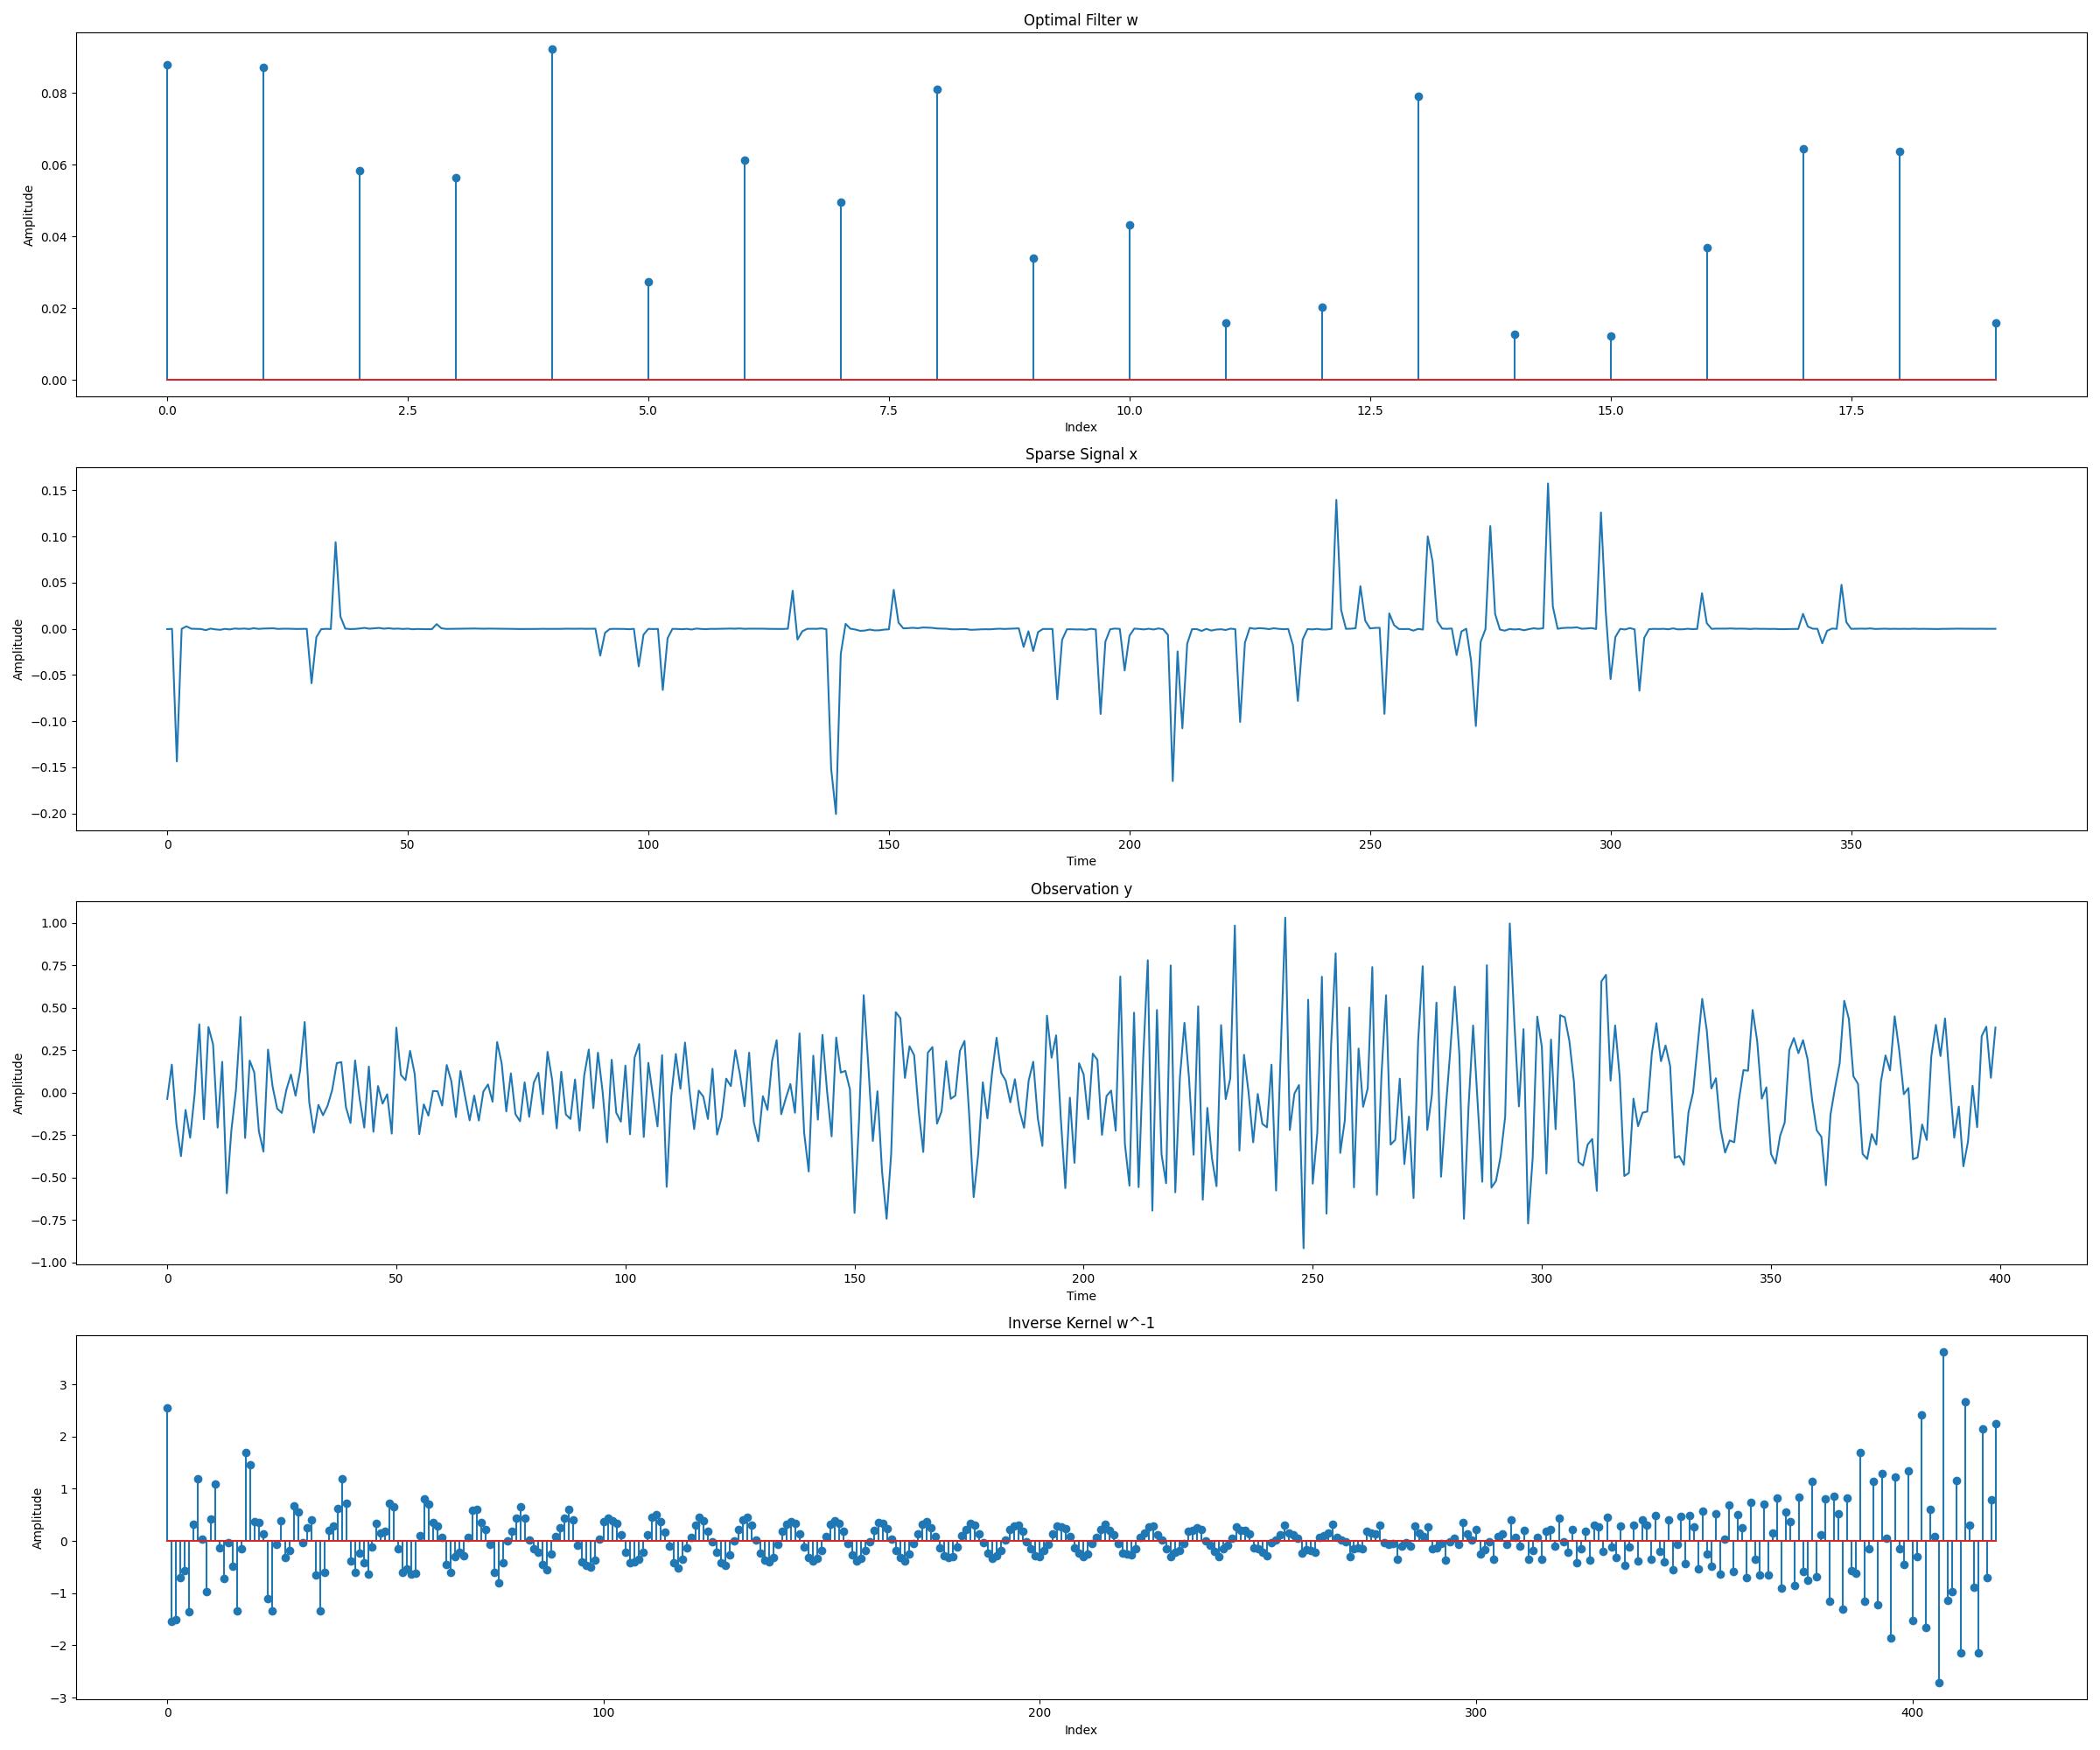 Optimal Filter w
Amplitude
0.08
0.06
0.04
0.02
0.00
0.0 2.5 5.0 7.5 10.0 12.5 15.0 17.5
Index
Sparse Signal x
Amplitude
0.15
0.10
0.05
0.00
−0.05
−0.10
−0.15
−0.20
0 50 100 150 200 250 300 350
Time
Observation y
Amplitude
1.00
0.75
0.50
0.25
0.00
−0.25
−0.50
−0.75
−1.00
0 50 100 150 200 250 300 350 400
Time
Inverse Kernel w^-1
Amplitude
3
2
1
0
−1
−2
−3
0 100 200 300 400
Index